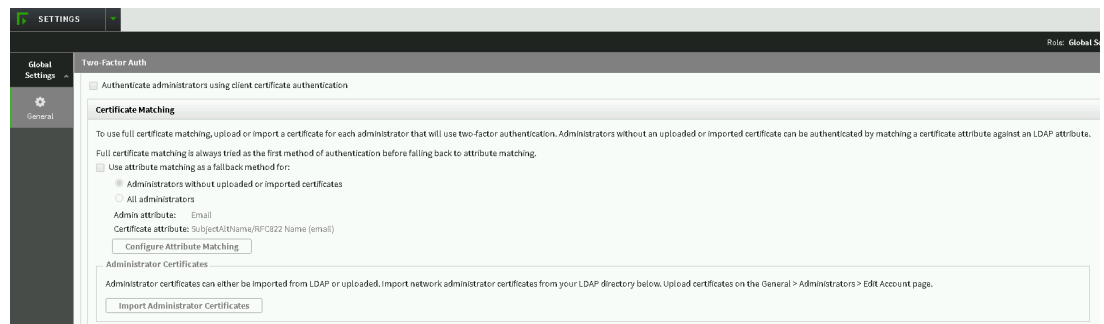 SETTINGS
Role: Global Se
Global
Settings
Two-Factor Auth
General
Authenticate administrators using client certificate authentication
Certificate Matching
To use full certificate matching, upload or import a certificate for each administrator that will use two-factor authentication. Administrators without an uploaded or imported certificate can be authenticated by matching a certificate attribute against an LDAP attribute.
Full certificate matching is always tried as the first method of authentication before falling back to attribute matching.
Use attribute matching as a fallback method for:
Administrators without uploaded or imported certificates
All administrators
Admin attribute: Email
Certificate attribute: SubjectAltName/RFC822 Name (email)
Configure Attribute Matching
Administrator Certificates
Administrator certificates can either be imported from LDAP or uploaded. Import network administrator certificates from your LDAP directory below. Upload certificates on the General > Administrators > Edit Account page.
Import Administrator Certificates